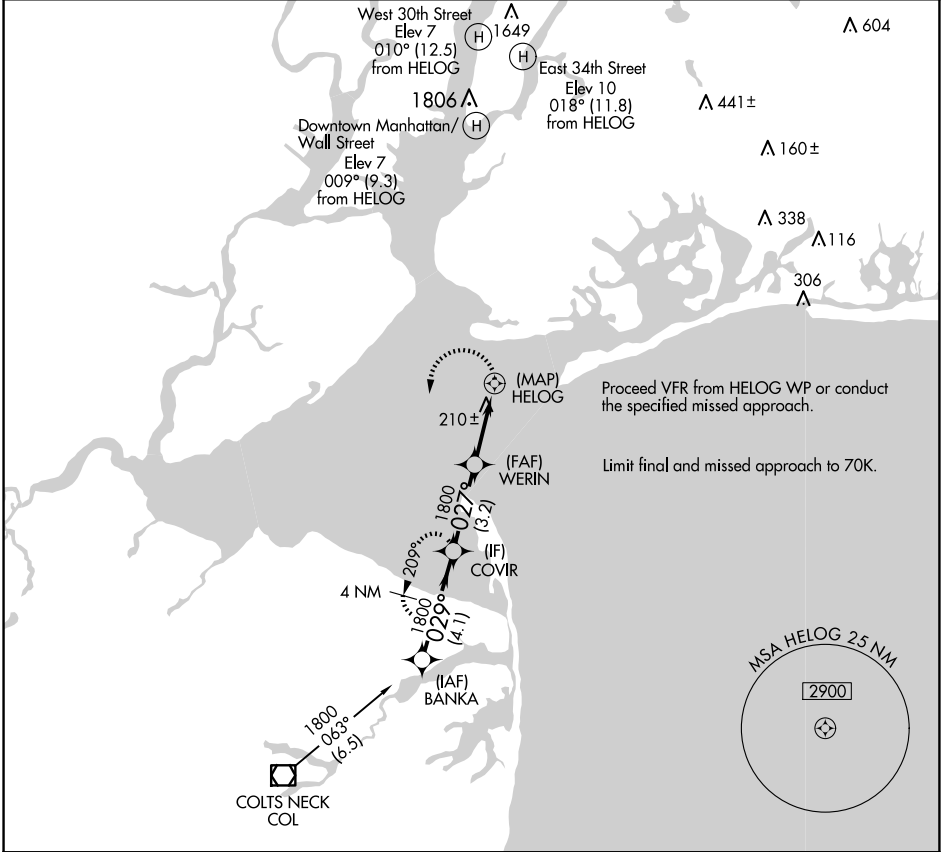 West 30th Street
Elev 7
010° (12.5)
from HELOG
1649
604
East 34th Street
Elev 10
018° (11.8)
from HELOG
1806
441±
Downtown Manhattan/
Wall Street
Elev 7
009° (9.3)
from HELOG
160±
338
116
306
(MAP)
HELOG
210±
Proceed VFR from HELOG WP or conduct
the specified missed approach.
(FAF)
WERIN
Limit final and missed approach to 70K.
1800
027°
(3.2)
209°
(IF)
COVIR
4 NM
1800
029°
(4.1)
(IAF)
BANKA
MSA HELOG 25 NM
2900
1800
063°
(6.5)
COLTS NECK
COL
H
H
H